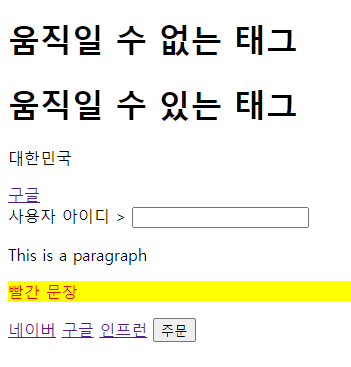 움직일 수 없는 태그
움직일 수 있는 태그
대한민국
구글
사용자 아이디 >
This is a paragraph
빨간 문장
네이버 구글 인프런 주문